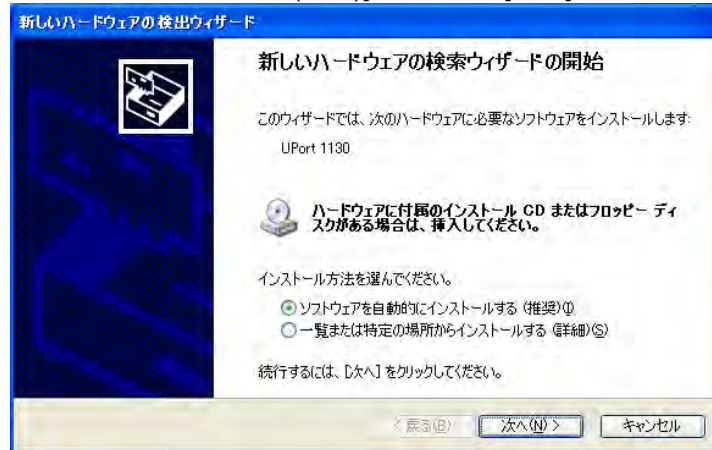 新しいハードウェアの検出ウィザード
新しいハードウェアの検索ウィザードの開始
このウィザードでは、次のハードウェアに必要なソフトウェアをインストールします:
UPort 1130
ハードウェアに付属のインストール CD またはフロッピー ディ
スクがある場合は、挿入してください。
インストール方法を選んでください。
ソフトウェアを自動的にインストールする (推奨)(I)
一覧または特定の場所からインストールする (詳細)(S)
続行するには、[次へ] をクリックしてください。
< 戻る(B) 次へ(N) > キャンセル